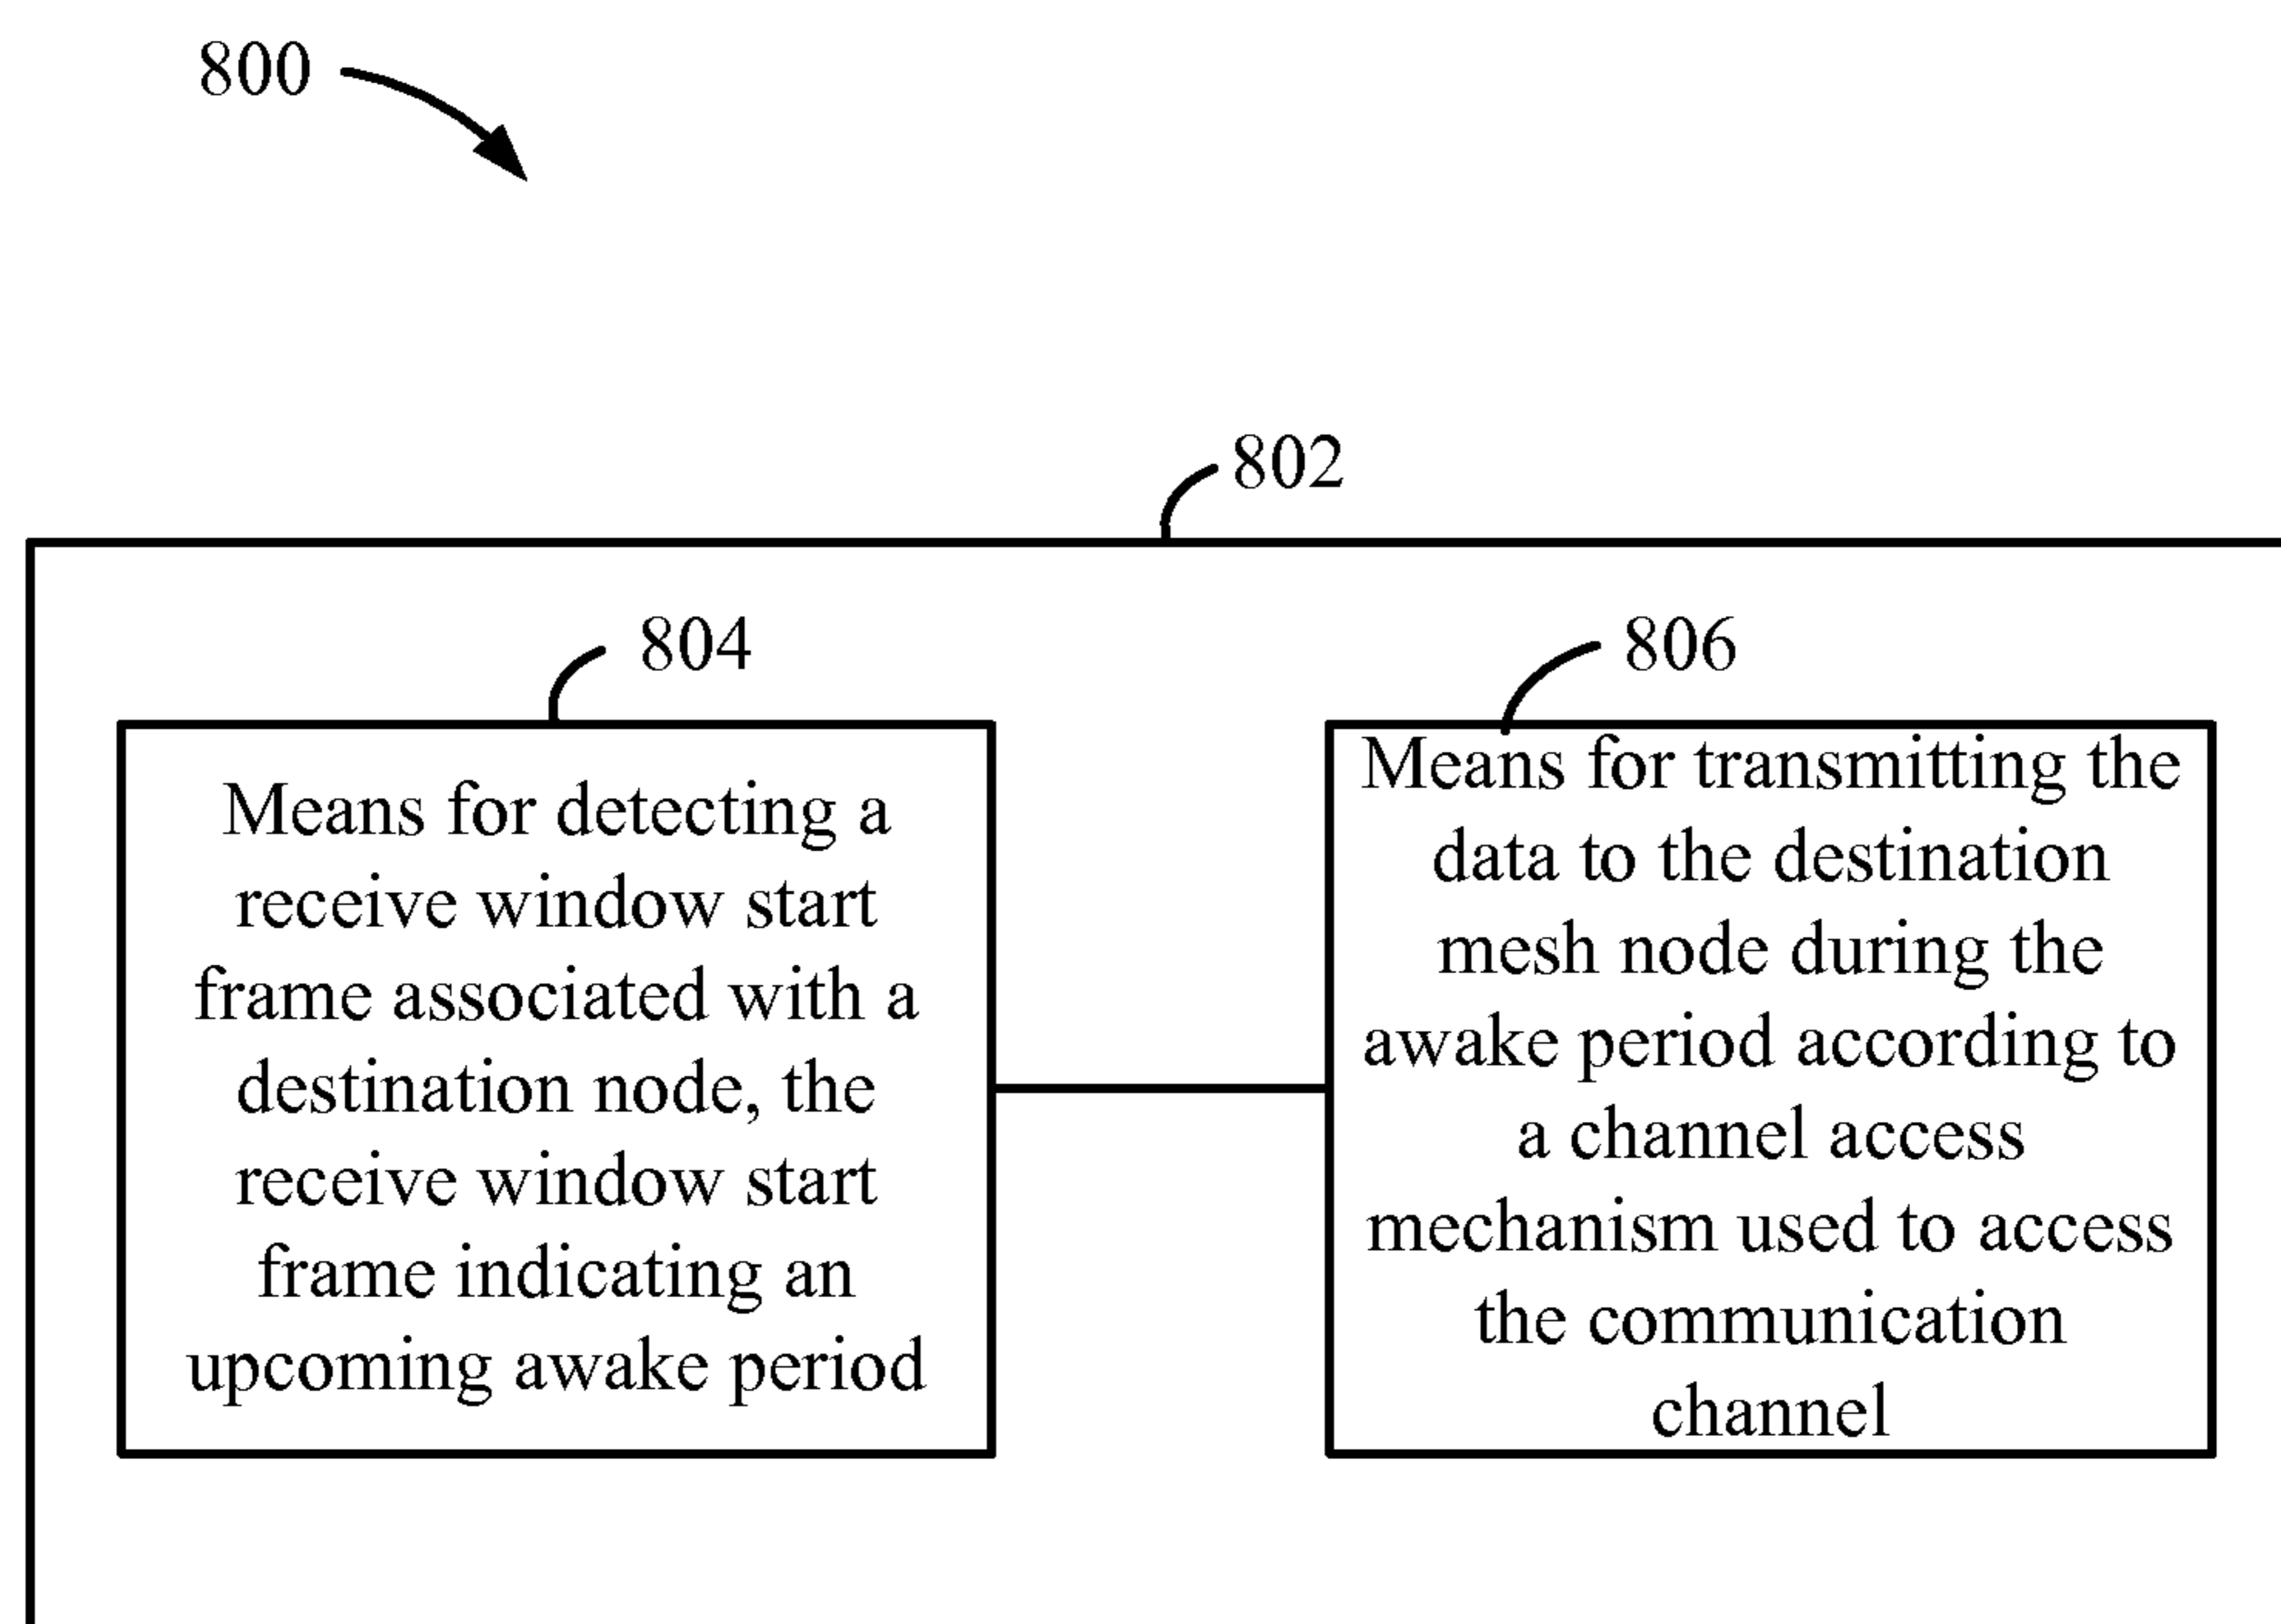 800
802
804
Means for detecting a
receive window start
frame associated with a
destination node, the
receive window start
frame indicating an
upcoming awake period
806
Means for transmitting the
data to the destination
mesh node during the
awake period according to
a channel access
mechanism used to access
the communication
channel